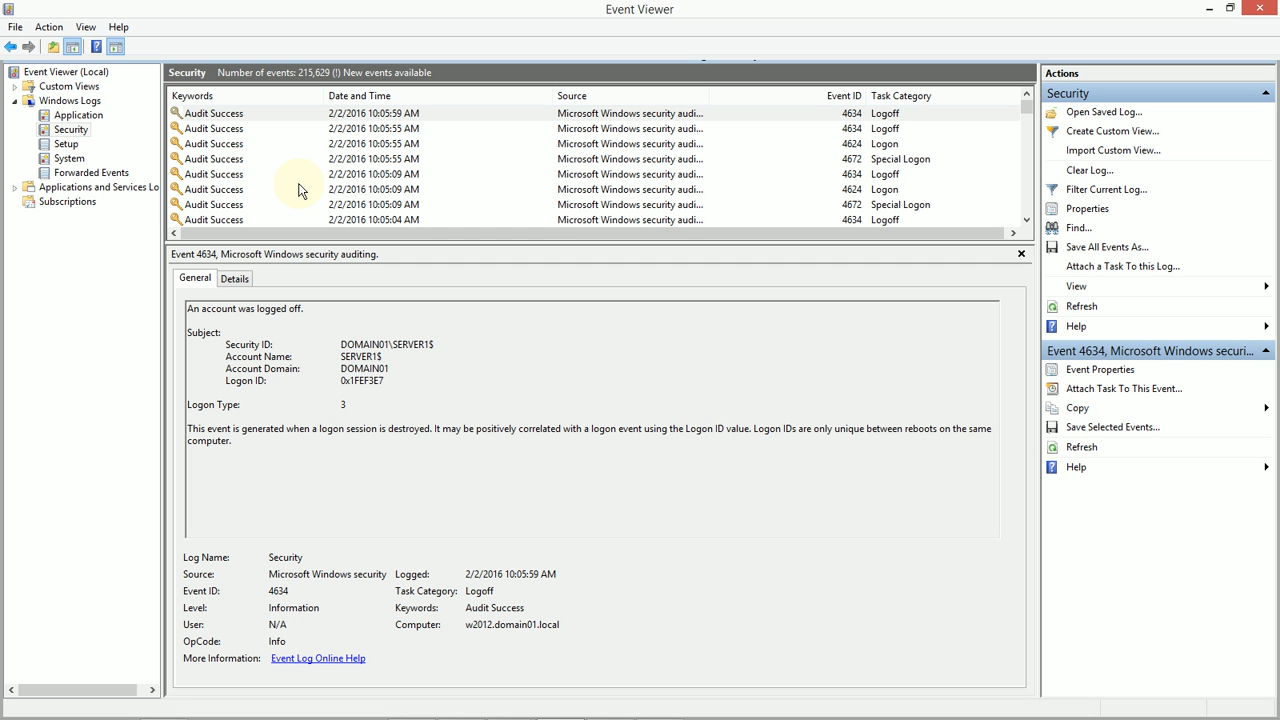 Event Viewer
File Action View Help
Event Viewer (Local)
Custom Views
Windows Logs
Application
Security
Setup
System
Forwarded Events
Applications and Services Lo
Subscriptions
Security Number of events: 215,629 (!) New events available
Keywords Date and Time Source Event ID Task Category
Audit Success 2/2/2016 10:05:59 AM Microsoft Windows security audi... 4634 Logoff
Audit Success 2/2/2016 10:05:55 AM Microsoft Windows security audi... 4634 Logoff
Audit Success 2/2/2016 10:05:55 AM Microsoft Windows security audi... 4624 Logon
Audit Success 2/2/2016 10:05:55 AM Microsoft Windows security audi... 4672 Special Logon
Audit Success 2/2/2016 10:05:09 AM Microsoft Windows security audi... 4634 Logoff
Audit Success 2/2/2016 10:05:09 AM Microsoft Windows security audi... 4624 Logon
Audit Success 2/2/2016 10:05:09 AM Microsoft Windows security audi... 4672 Special Logon
Audit Success 2/2/2016 10:05:04 AM Microsoft Windows security audi... 4634 Logoff
Event 4634, Microsoft Windows security auditing.
General Details
An account was logged off.
Subject:
Security ID: DOMAIN01\SERVER1$
Account Name: SERVER1$
Account Domain: DOMAIN01
Logon ID: 0x1FEF3E7
Logon Type: 3
This event is generated when a logon session is destroyed. It may be positively correlated with a logon event using the Logon ID value. Logon IDs are only unique between reboots on the same
computer.
Log Name: Security
Source: Microsoft Windows security Logged: 2/2/2016 10:05:59 AM
Event ID: 4634 Task Category: Logoff
Level: Information Keywords: Audit Success
User: N/A Computer: w2012.domain01.local
OpCode: Info
More Information: Event Log Online Help
Actions
Security
Open Saved Log...
Create Custom View...
Import Custom View...
Clear Log...
Filter Current Log...
Properties
Find...
Save All Events As...
Attach a Task To this Log...
View
Refresh
Help
Event 4634, Microsoft Windows securi...
Event Properties
Attach Task To This Event...
Copy
Save Selected Events...
Refresh
Help